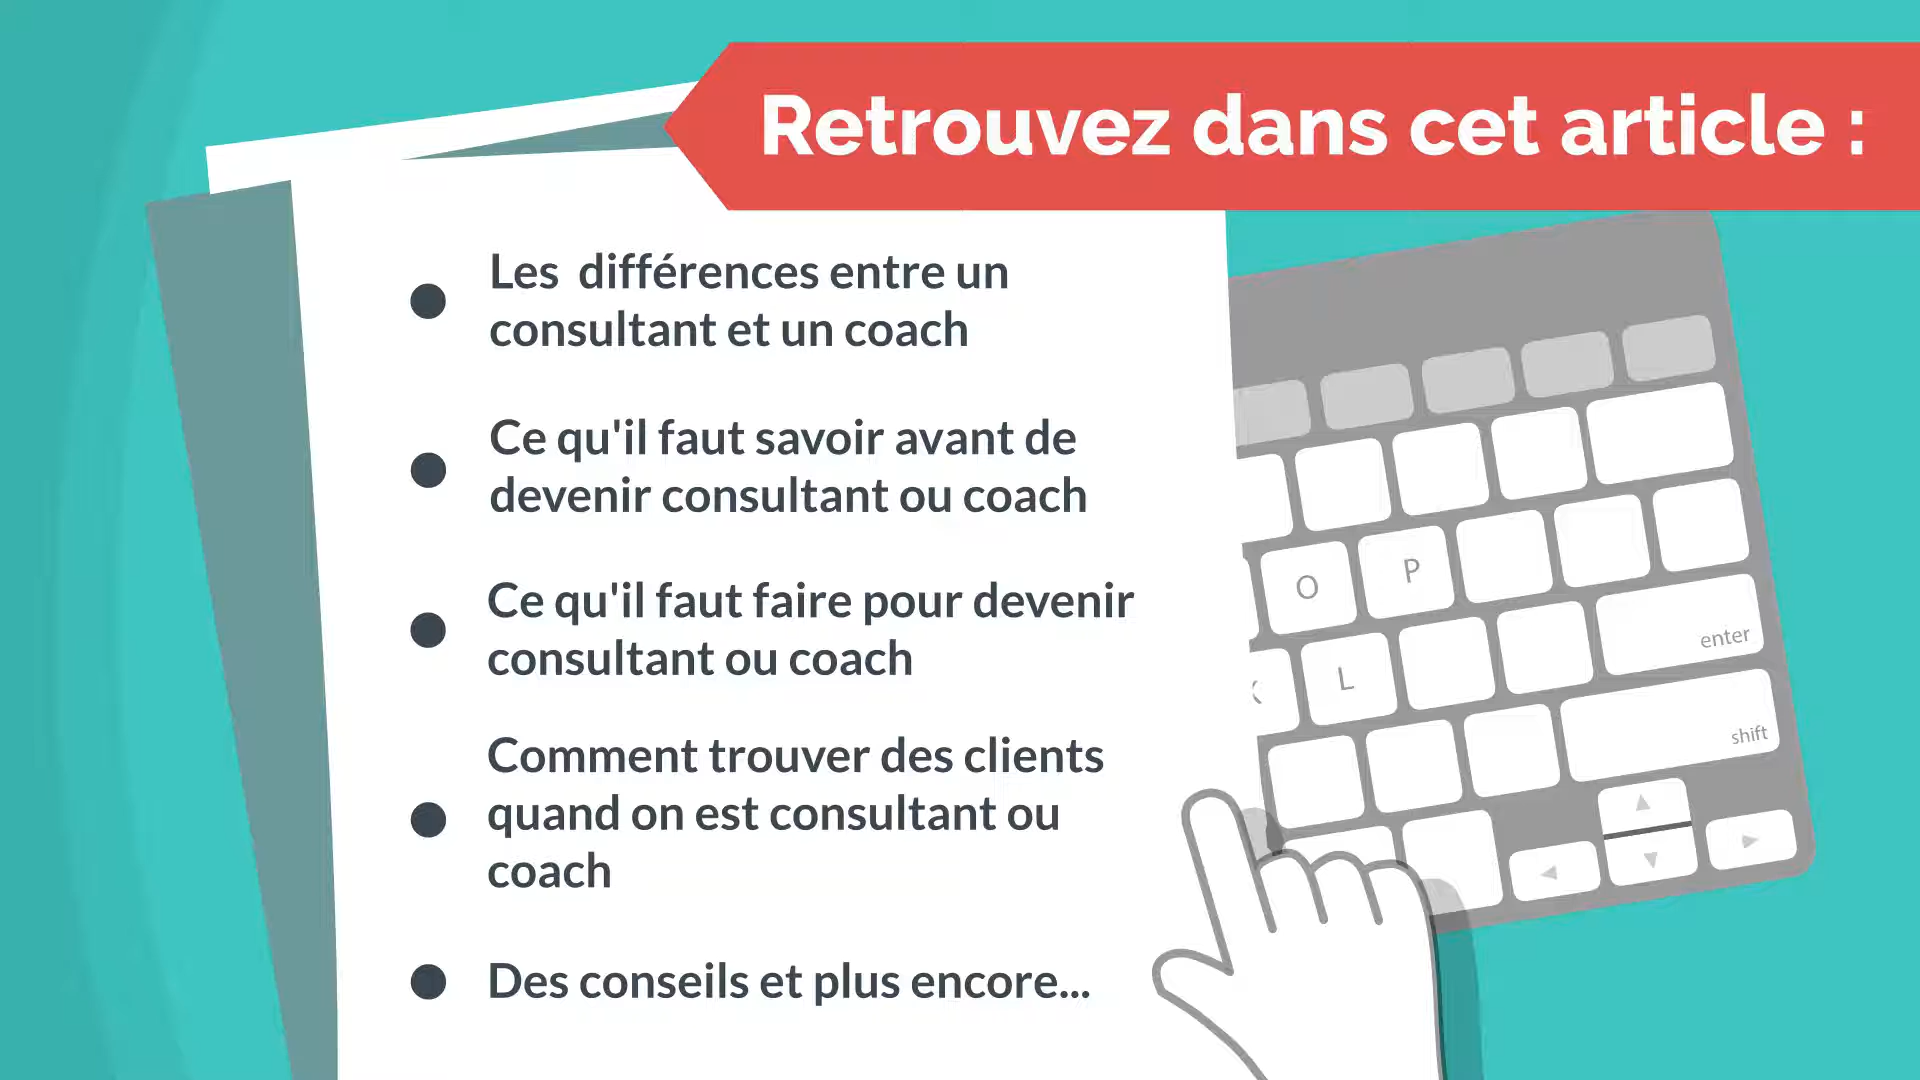 Retrouvez dans cet article :
Les différences entre un
consultant et un coach
Ce qu'il faut savoir avant de
devenir consultant ou coach
Ce qu'il faut faire pour devenir
consultant ou coach
Comment trouver des clients
quand on est consultant ou
coach
Des conseils et plus encore...
O P
K L
enter
shift